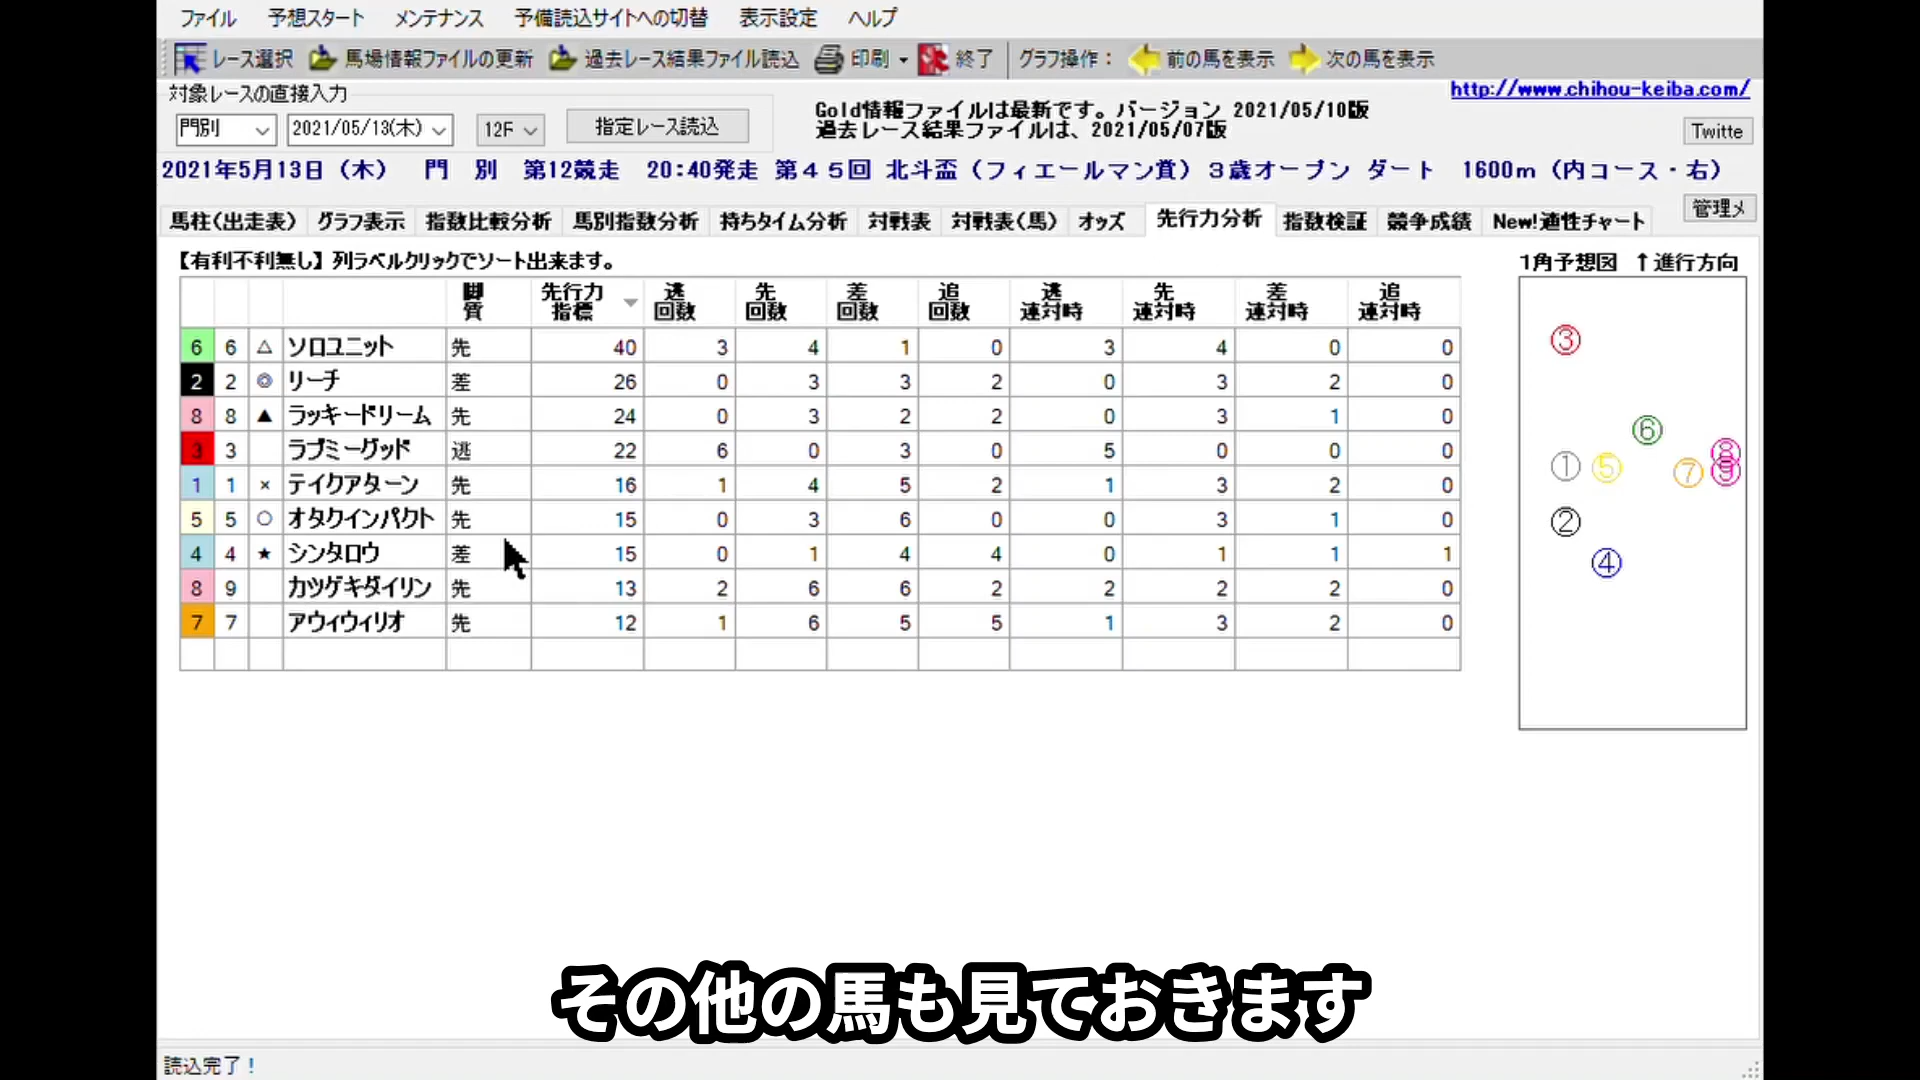 ファイル 予想スタート メンテナンス 予備読込サイトへの切替 表示設定 ヘルプ
レース選択 馬場情報ファイルの更新 過去レース結果ファイル読込 印刷 終了 グラフ操作： 前の馬を表示 次の馬を表示
対象レースの直接入力
http://www.chihou-keiba.com/
Gold情報ファイルは最新です。バージョン 2021/05/10版
過去レース結果ファイルは、2021/05/07版
門別 2021/05/13(木) 12F 指定レース読込 Twitte
2021年5月13日（木） 門 別 第12競走 20:40発走 第４５回 北斗盃（フィエールマン賞）３歳オープン ダート 1600m（内コース・右）
管理メ
馬柱(出走表) グラフ表示 指数比較分析 馬別指数分析 持ちタイム分析 対戦表 対戦表(馬) オッズ 先行力分析 指数検証 競争成績 New!適性チャート
【有利不利無し】列ラベルクリックでソート出来ます。
1角予想図 ↑進行方向
脚質 先行力指標 逃回数 先回数 差回数 追回数 逃連対時 先連対時 差連対時 追連対時
6 6 △ ソロユニット 先 40 3 4 1 0 3 4 0 0
2 2 ◎ リーチ 差 26 0 3 3 2 0 3 2 0
8 8 ▲ ラッキードリーム 先 24 0 3 2 2 0 3 1 0
3 3 ラブミーグッド 逃 22 6 0 3 0 5 0 0 0
1 1 × テイクアターン 先 16 1 4 5 2 1 3 2 0
5 5 ○ オタクインパクト 先 15 0 3 6 0 0 3 1 0
4 4 ★ シンタロウ 差 15 0 1 4 4 0 1 1 1
8 9 カツゲキダイリン 先 13 2 6 6 2 2 2 2 0
7 7 アウィウィリオ 先 12 1 6 5 5 1 3 2 0
③
⑥
⑧
① ⑤ ⑦ ⑨
②
④
その他の馬も見ておきます
読込完了！